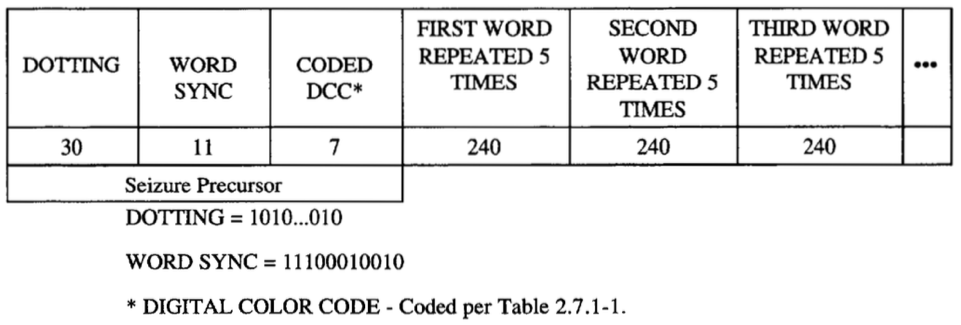 DOTTING
WORD
SYNC
CODED
DCC*
FIRST WORD
REPEATED 5
TIMES
SECOND
WORD
REPEATED 5
TIMES
THIRD WORD
REPEATED 5
TIMES
•••
30
11
7
240
240
240
Seizure Precursor
DOTTING = 1010...010
WORD SYNC = 11100010010
* DIGITAL COLOR CODE - Coded per Table 2.7.1-1.